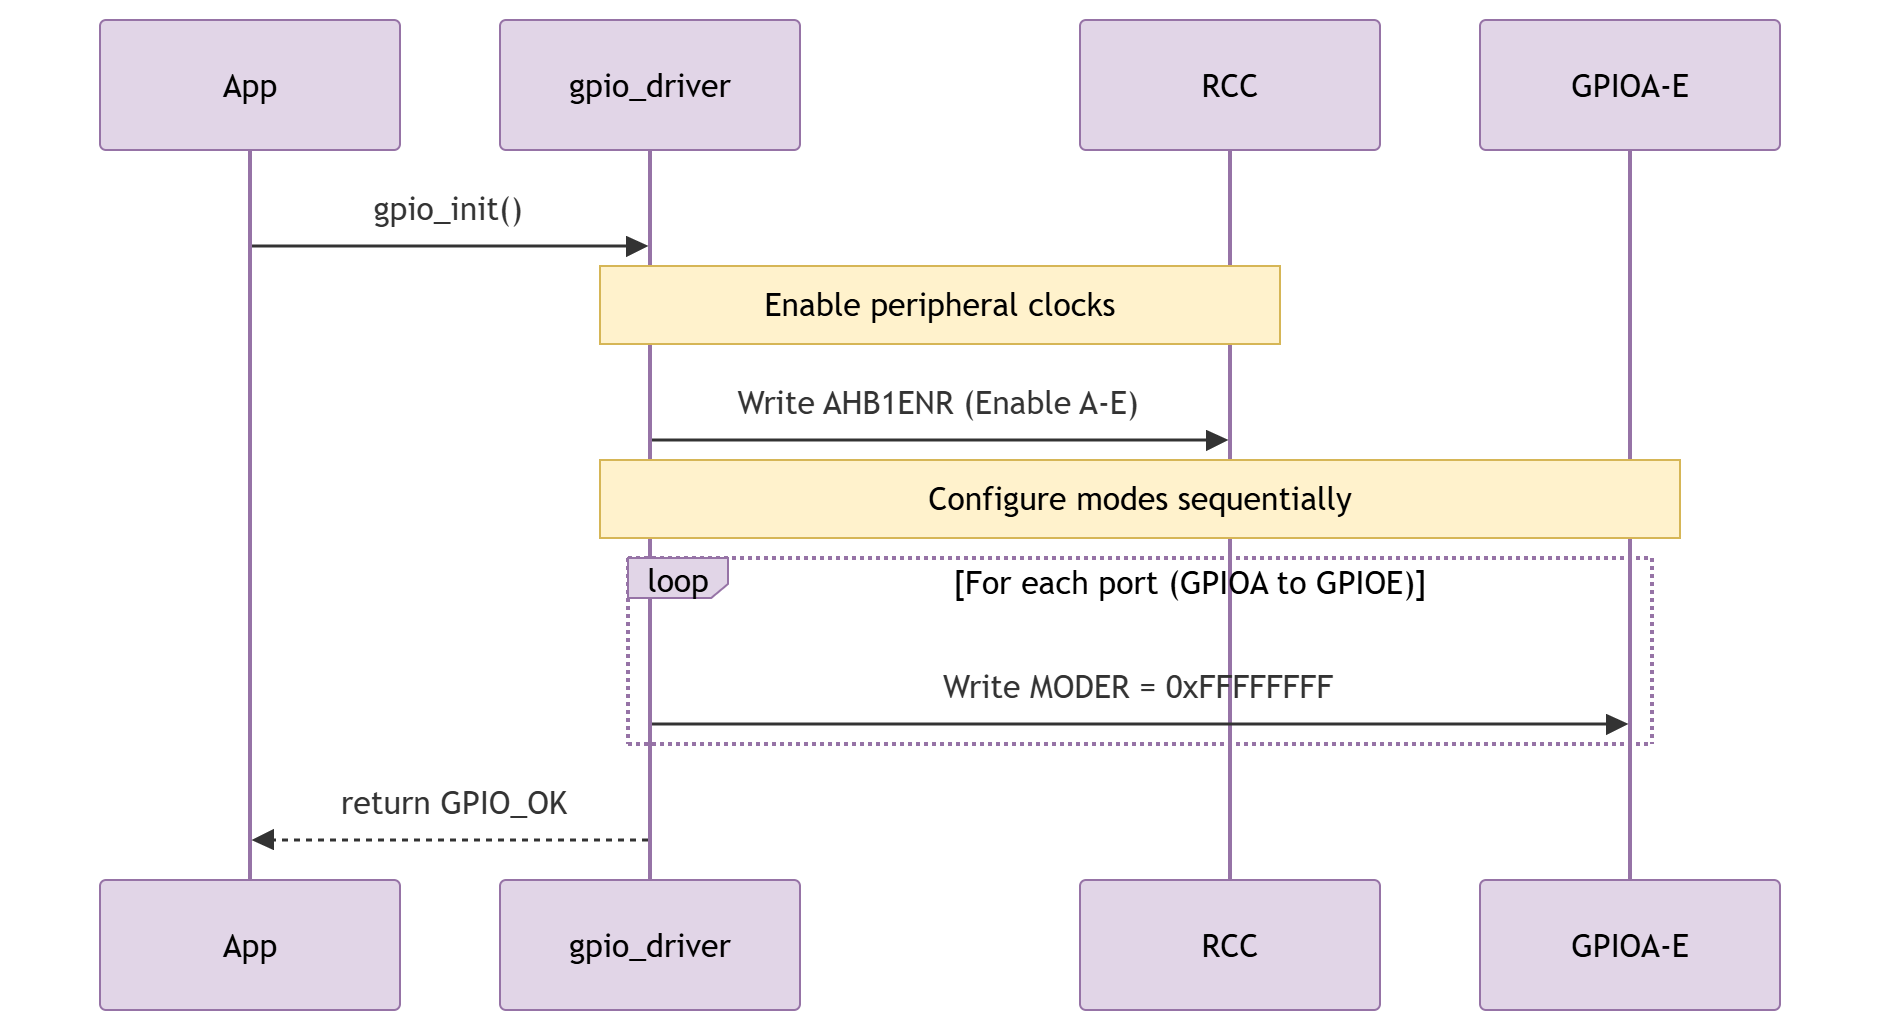 App
gpio_driver
RCC
GPIOA-E
gpio_init()
Enable peripheral clocks
Write AHB1ENR (Enable A-E)
Configure modes sequentially
loop
[For each port (GPIOA to GPIOE)]
Write MODER = 0xFFFFFFFF
return GPIO_OK
App
gpio_driver
RCC
GPIOA-E